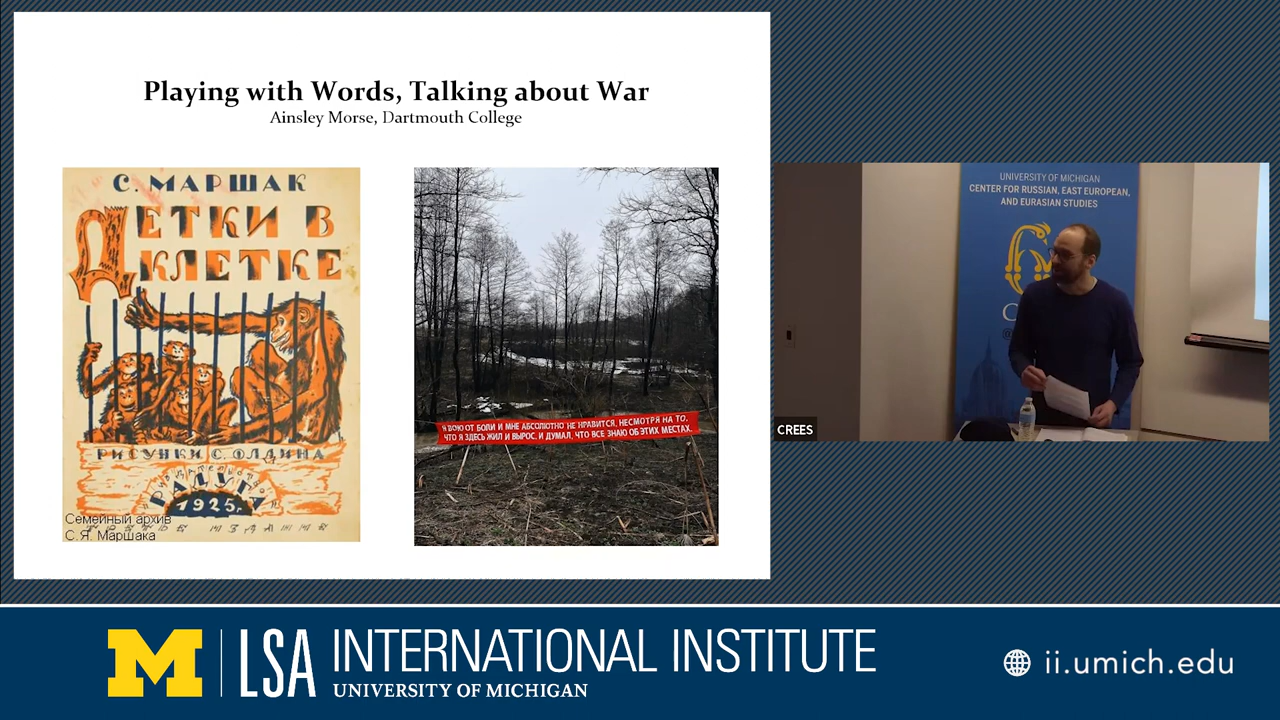 Playing with Words, Talking about War
Ainsley Morse, Dartmouth College
С. МАРШАК
ДЕТКИ В
КЛЕТКЕ
РИСУНКИ С. ОЛДИНА
ИЗДАТЕЛЬСТВО
РАДУГА
1925г.
Семейный архив
С.Я. Маршака
Я ВОЮ ОТ БОЛИ И МНЕ АБСОЛЮТНО НЕ НРАВИТСЯ, НЕСМОТРЯ НА ТО,
ЧТО Я ЗДЕСЬ ЖИЛ И ВЫРОС, И ДУМАЛ, ЧТО ВСЕ ЗНАЮ ОБ ЭТИХ МЕСТАХ.
UNIVERSITY OF MICHIGAN
CENTER FOR RUSSIAN, EAST EUROPEAN,
AND EURASIAN STUDIES
CREES
M LSA INTERNATIONAL INSTITUTE
UNIVERSITY OF MICHIGAN
ii.umich.edu